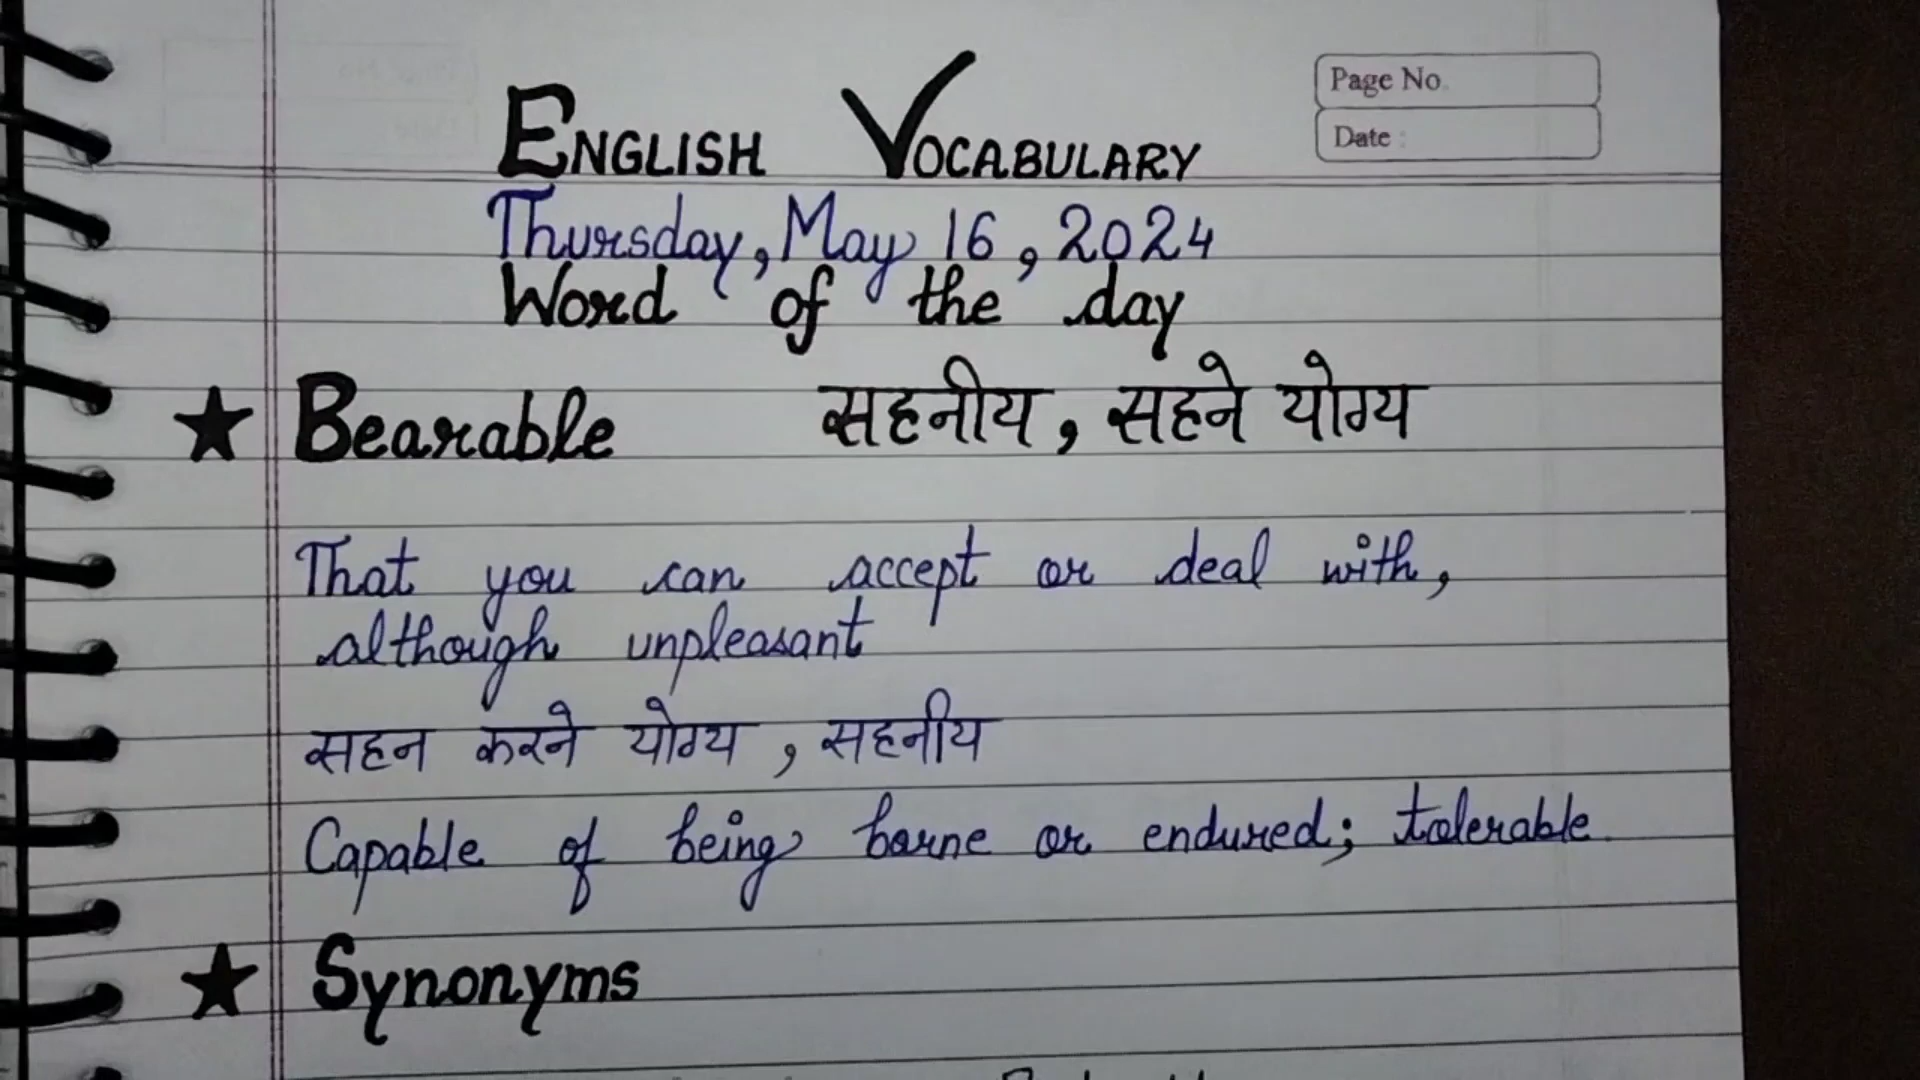 Page No.
Date :
ENGLISH VOCABULARY
Thursday, May 16, 2024
Word of the day
★ Bearable सहनीय, सहने योग्य
That you can accept or deal with,
although unpleasant
सहन करने योग्य, सहनीय
Capable of being borne or endured; tolerable
★ Synonyms